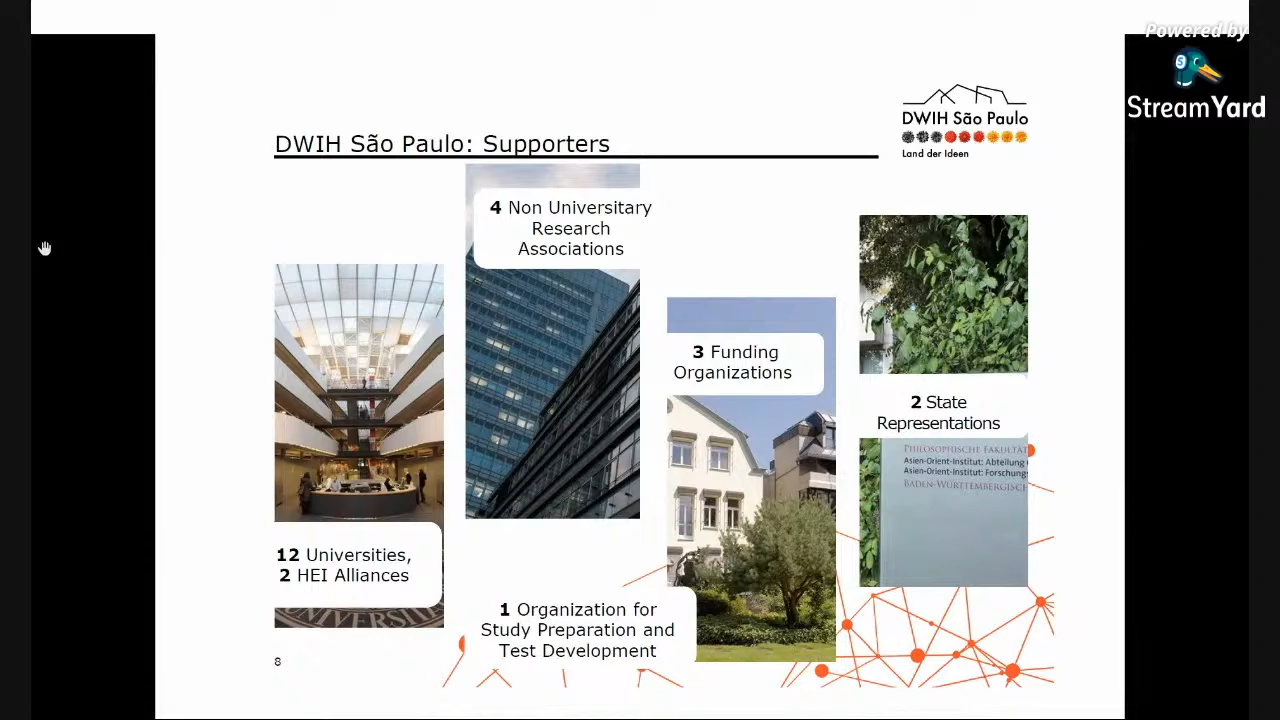 Powered by
StreamYard
DWIH São Paulo
Land der Ideen
DWIH São Paulo: Supporters
4 Non Universitary
Research
Associations
3 Funding
Organizations
2 State
Representations
PHILOSOPHISCHE FAKULTÄT
Asien-Orient-Institut: Abteilung
Asien-Orient-Institut: Forschung
BADEN-WÜRTTEMBERGISCH
12 Universities,
2 HEI Alliances
1 Organization for
Study Preparation and
Test Development
8